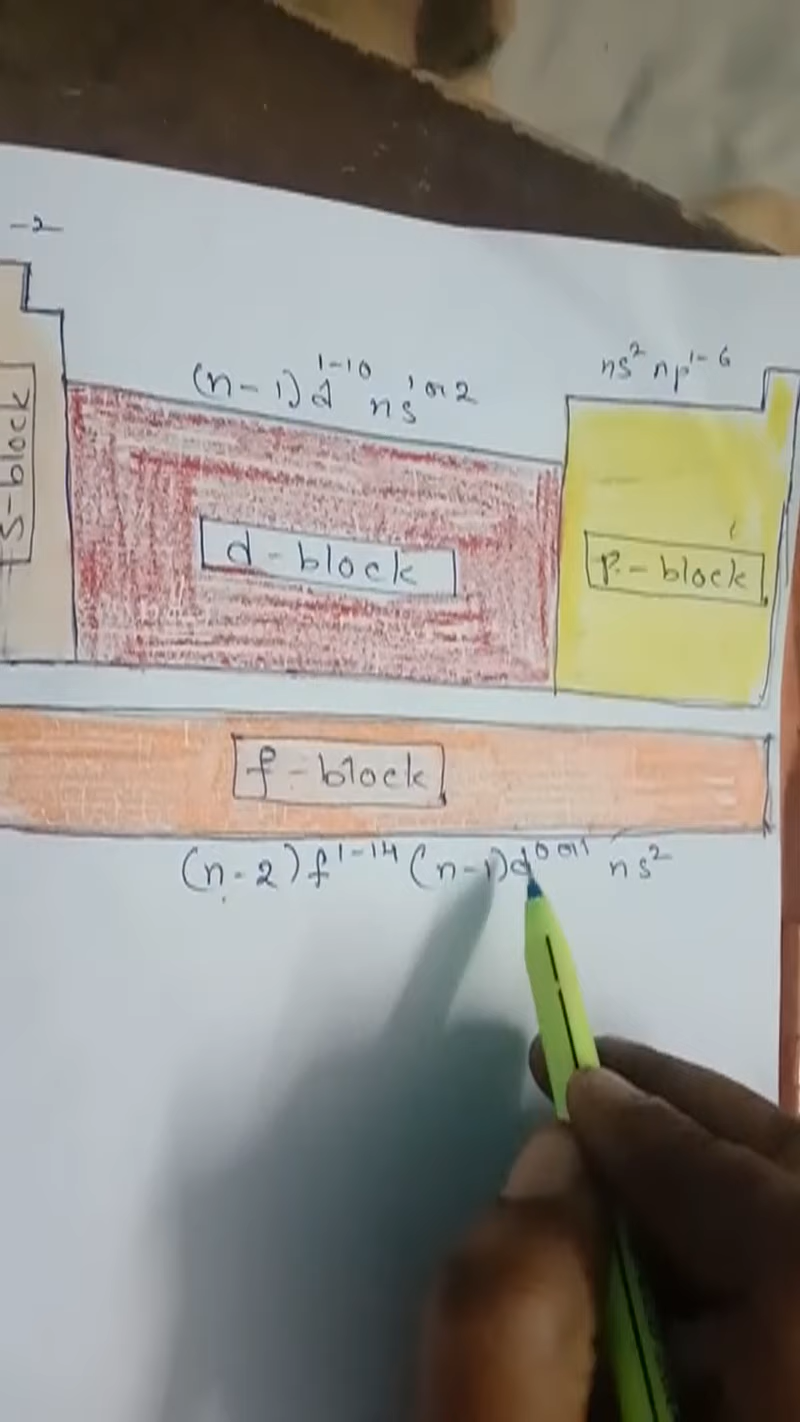 -2
(n-1)d¹⁻¹⁰ ns¹ ᵒʳ ²
ns² np¹⁻⁶
s-block
d-block
p-block
f-block
(n-2)f¹⁻¹⁴ (n-1)d⁰ ᵒʳ ¹ ns²